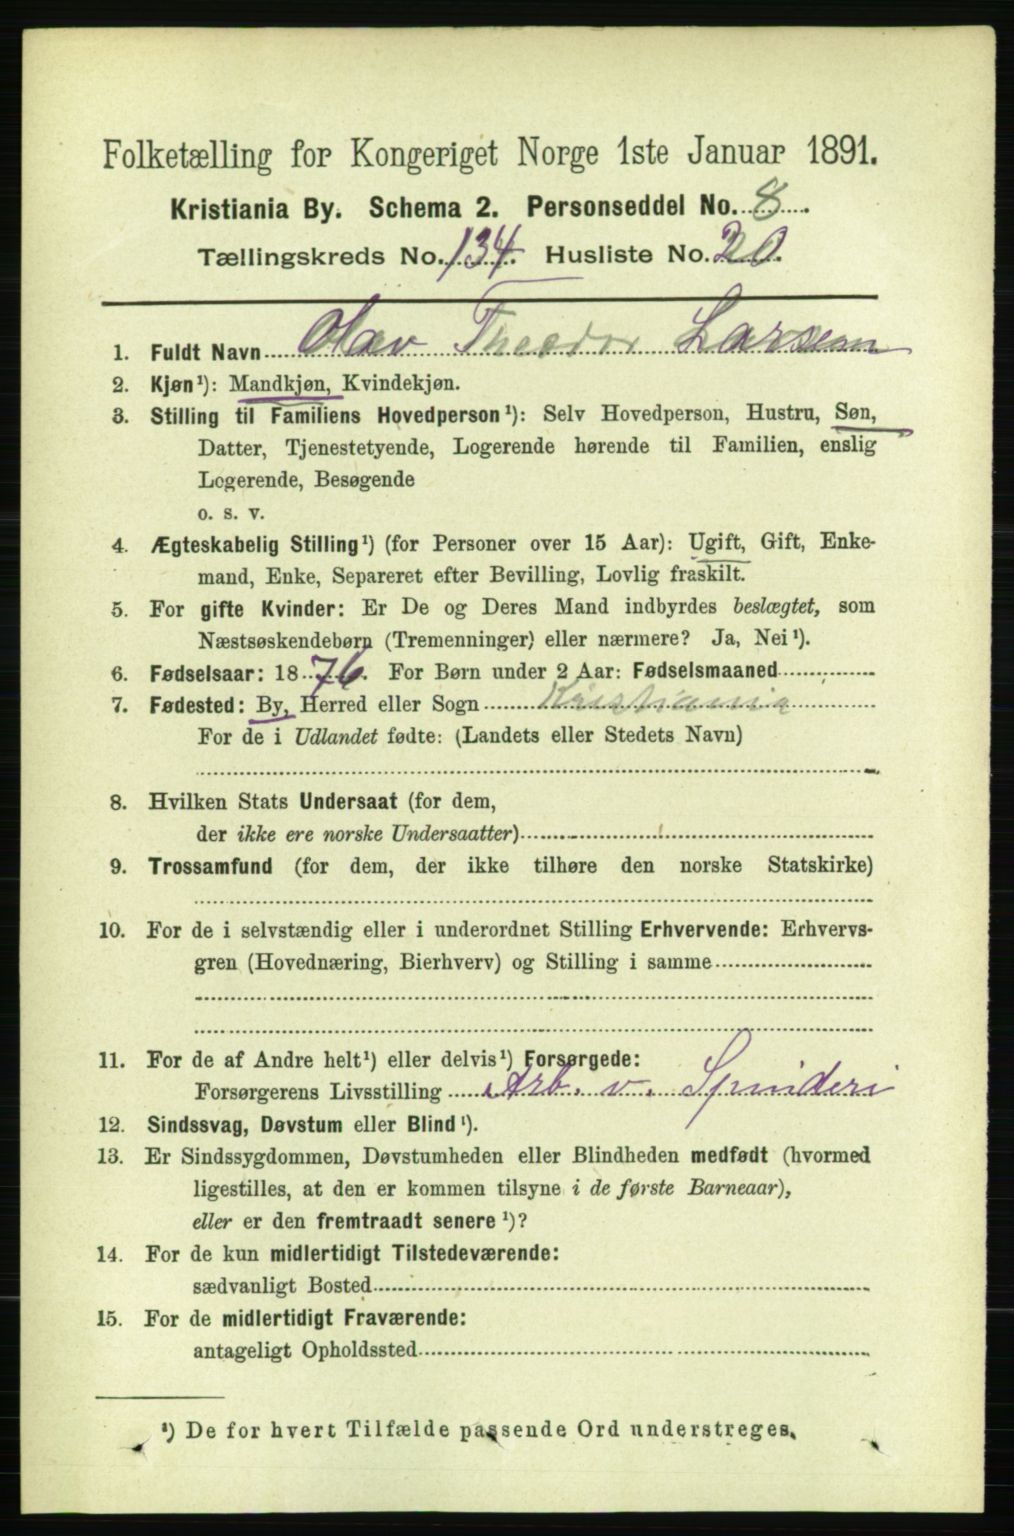 Folketælling for Kongeriget Norge 1ste Januar 1891.
Kristiania By. Schema 2. Personseddel No. 8.
Tællingskreds No. 134. Husliste No. 20.
1. Fuldt Navn Olav Theodor Larsen
2. Kjøn¹): Mandkjøn, Kvindekjøn.
3. Stilling til Familiens Hovedperson¹): Selv Hovedperson, Hustru, Søn,
Datter, Tjenestetyende, Logerende hørende til Familien, enslig
Logerende, Besøgende
o. s. v.
4. Ægteskabelig Stilling¹) (for Personer over 15 Aar): Ugift, Gift, Enke-
mand, Enke, Separeret efter Bevilling, Lovlig fraskilt.
5. For gifte Kvinder: Er De og Deres Mand indbyrdes beslægtet, som
Næstsøskendebørn (Tremenninger) eller nærmere? Ja, Nei¹).
6. Fødselsaar: 1876. For Børn under 2 Aar: Fødselsmaaned
7. Fødested: By, Herred eller Sogn Kristiania
For de i Udlandet fødte: (Landets eller Stedets Navn)
8. Hvilken Stats Undersaat (for dem,
der ikke ere norske Undersaatter)
9. Trossamfund (for dem, der ikke tilhøre den norske Statskirke)
10. For de i selvstændig eller i underordnet Stilling Erhvervende: Erhvervs-
gren (Hovednæring, Bierhverv) og Stilling i samme
11. For de af Andre helt¹) eller delvis¹) Forsørgede:
Forsørgerens Livsstilling Arb. v. Spinderi
12. Sindssvag, Døvstum eller Blind¹).
13. Er Sindssygdommen, Døvstumheden eller Blindheden medfødt (hvormed
ligestilles, at den er kommen tilsyne i de første Barneaar),
eller er den fremtraadt senere¹)?
14. For de kun midlertidigt Tilstedeværende:
sædvanligt Bosted
15. For de midlertidigt Fraværende:
antageligt Opholdssted
¹) De for hvert Tilfælde passende Ord understreges.